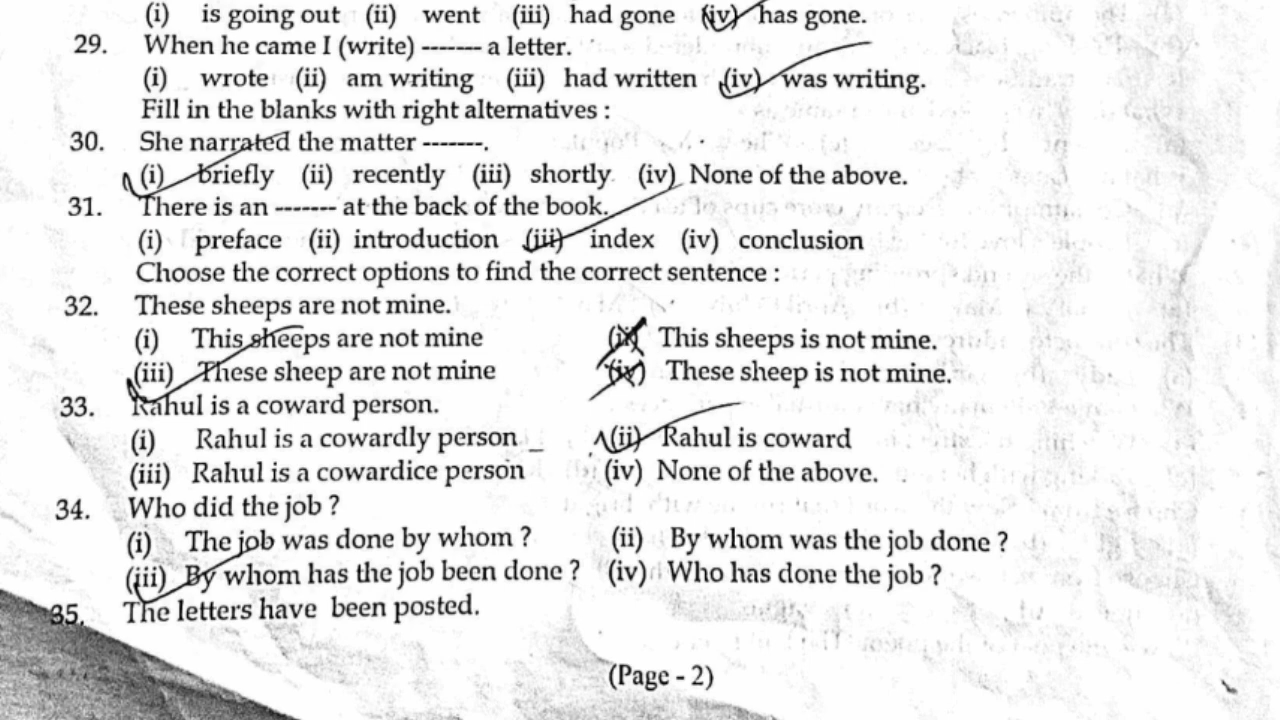 (i) is going out (ii) went (iii) had gone (iv) has gone.
29. When he came I (write) ------- a letter.
(i) wrote (ii) am writing (iii) had written (iv) was writing.
Fill in the blanks with right alternatives :
30. She narrated the matter -------.
(i) briefly (ii) recently (iii) shortly (iv) None of the above.
31. There is an ------- at the back of the book.
(i) preface (ii) introduction (iii) index (iv) conclusion
Choose the correct options to find the correct sentence :
32. These sheeps are not mine.
(i) This sheeps are not mine (ii) This sheeps is not mine.
(iii) These sheep are not mine (iv) These sheep is not mine.
33. Rahul is a coward person.
(i) Rahul is a cowardly person (ii) Rahul is coward
(iii) Rahul is a cowardice person (iv) None of the above.
34. Who did the job ?
(i) The job was done by whom ? (ii) By whom was the job done ?
(iii) By whom has the job been done ? (iv) Who has done the job ?
35. The letters have been posted.
(Page - 2)